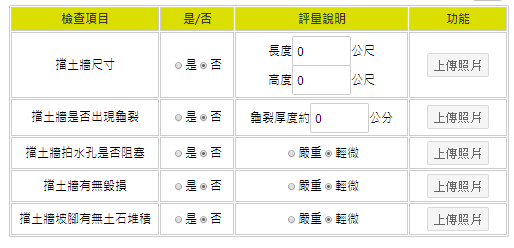 檢查項目 是/否 評量說明 功能
擋土牆尺寸 是 否 長度 0 公尺 上傳照片
高度 0 公尺
擋土牆是否出現龜裂 是 否 龜裂厚度約 0 公分 上傳照片
擋土牆拍水孔是否阻塞 是 否 嚴重 輕微 上傳照片
擋土牆有無毀損 是 否 嚴重 輕微 上傳照片
擋土牆坡腳有無土石堆積 是 否 嚴重 輕微 上傳照片